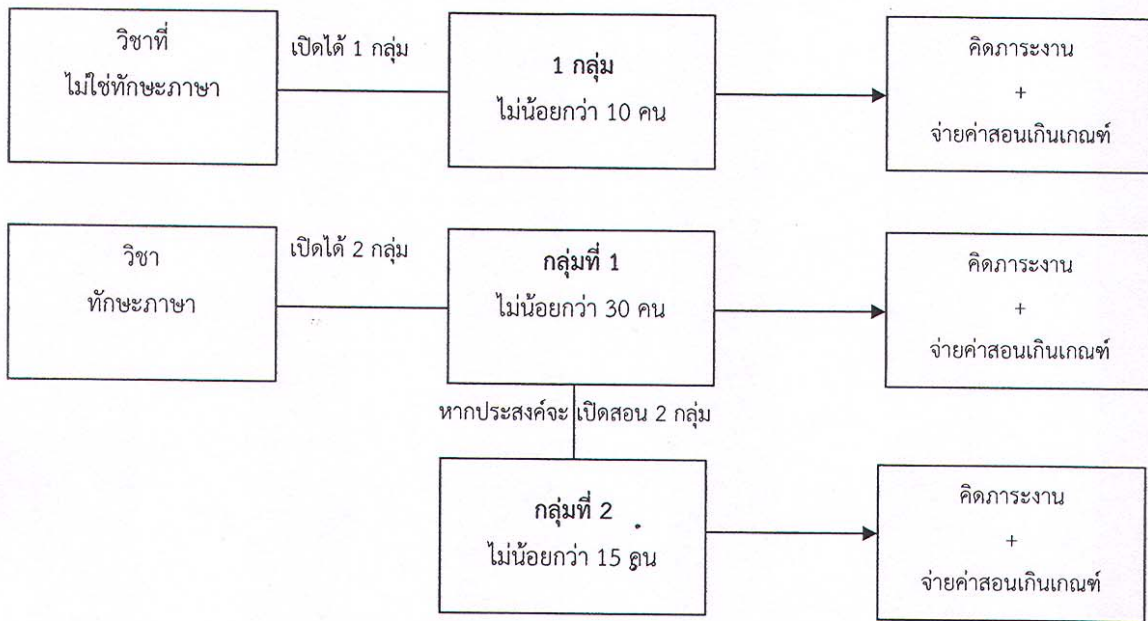 วิชาที่
ไม่ใช่ทักษะภาษา
เปิดได้ 1 กลุ่ม
1 กลุ่ม
ไม่น้อยกว่า 10 คน
คิดภาระงาน
+
จ่ายค่าสอนเกินเกณฑ์
วิชา
ทักษะภาษา
เปิดได้ 2 กลุ่ม
กลุ่มที่ 1
ไม่น้อยกว่า 30 คน
คิดภาระงาน
+
จ่ายค่าสอนเกินเกณฑ์
หากประสงค์จะ เปิดสอน 2 กลุ่ม
กลุ่มที่ 2
ไม่น้อยกว่า 15 คน
คิดภาระงาน
+
จ่ายค่าสอนเกินเกณฑ์